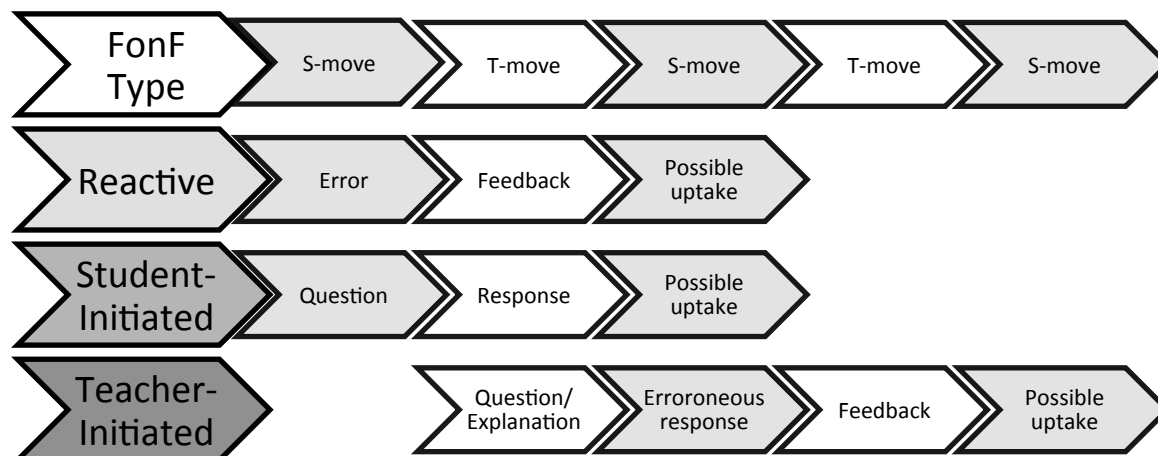 FonF
Type
S-move
T-move
S-move
T-move
S-move
Reactive
Error
Feedback
Possible
uptake
Student-
Initiated
Question
Response
Possible
uptake
Teacher-
Initiated
Question/
Explanation
Erroroneous
response
Feedback
Possible
uptake